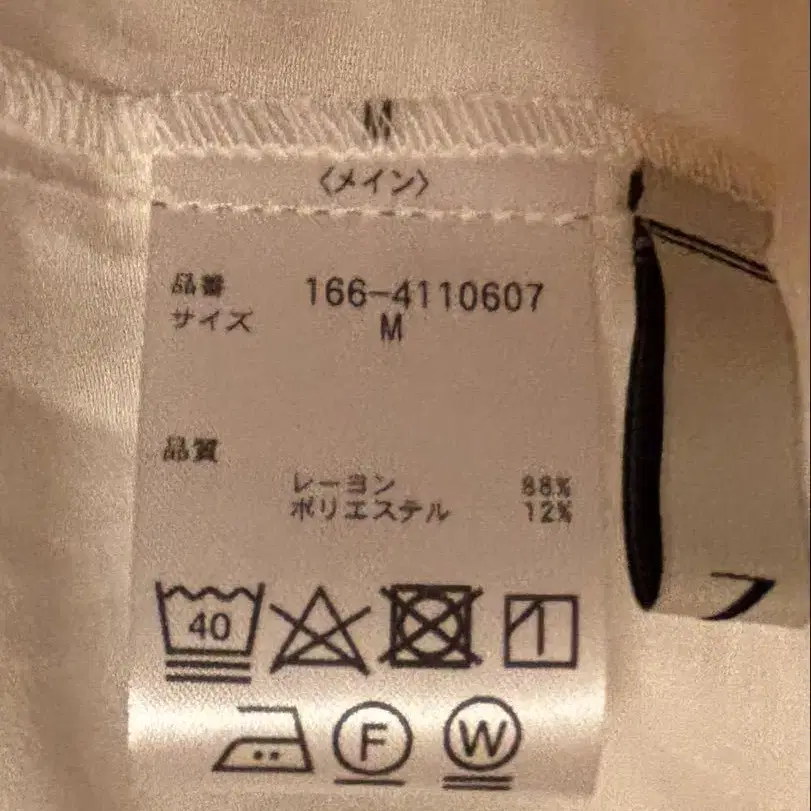 M
〈メイン〉
品番 166-4110607
サイズ M
品質
レーヨン 88%
ポリエステル 12%
40
F W